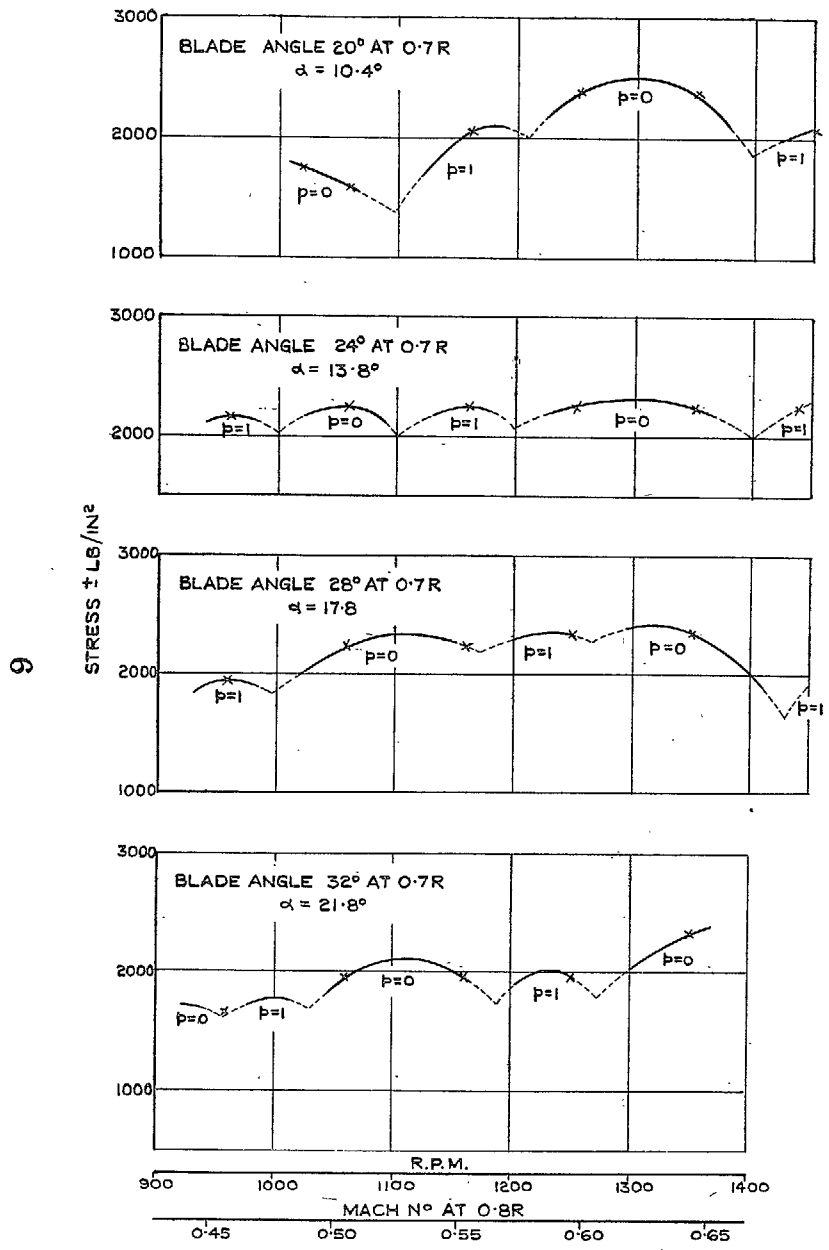 3000
BLADE ANGLE 20° AT 0·7R
α = 10·4°
p=0
2000
p=1
p=1
p=0
1000
3000
BLADE ANGLE 24° AT 0·7R
α = 13·8°
p=1
p=0
p=1
p=0
p=1
2000
STRESS ± LB/IN²
3000
BLADE ANGLE 28° AT 0·7R
α = 17·8
p=0
p=1
p=0
2000
p=1
p=1
1000
9
3000
BLADE ANGLE 32° AT 0·7R
α = 21·8°
p=0
2000
p=0
p=1
p=0
p=1
1000
R.P.M.
900 1000 1100 1200 1300 1400
MACH Nº AT 0·8R
0·45 0·50 0·55 0·60 0·65